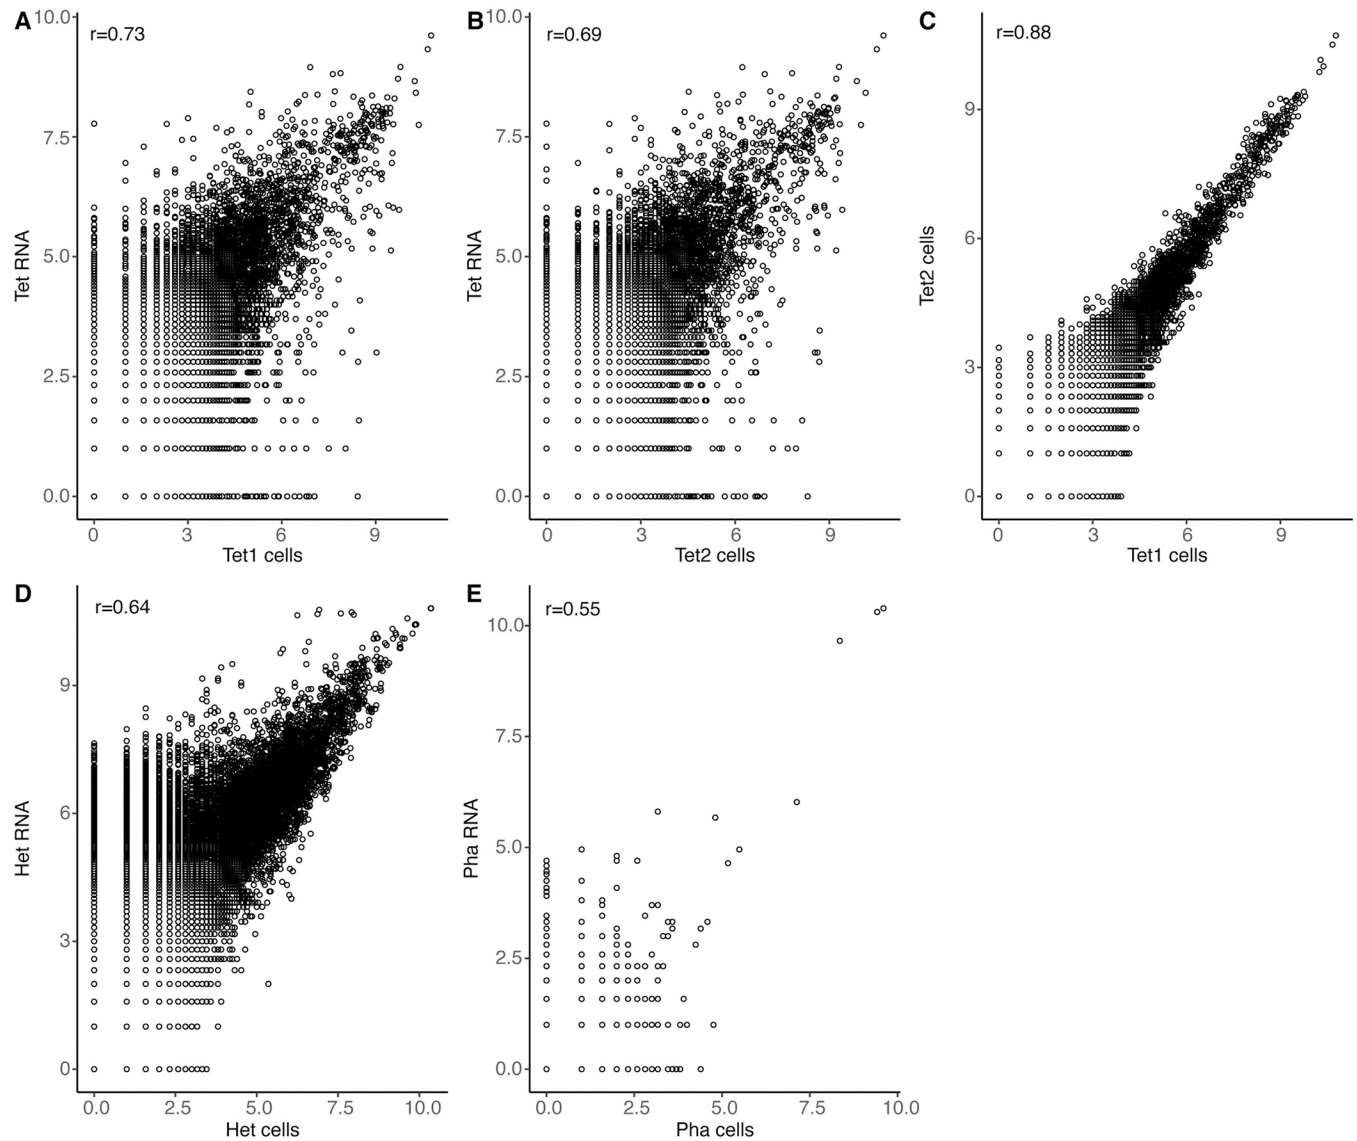 A
r=0.73
10.0
7.5
5.0
2.5
0.0
Tet RNA
0 3 6 9
Tet1 cells
B
r=0.69
10.0
7.5
5.0
2.5
0.0
Tet RNA
0 3 6 9
Tet2 cells
C
r=0.88
9
6
3
0
Tet2 cells
0 3 6 9
Tet1 cells
D
r=0.64
9
6
3
0
Het RNA
0.0 2.5 5.0 7.5 10.0
Het cells
E
r=0.55
10.0
7.5
5.0
2.5
0.0
Pha RNA
0.0 2.5 5.0 7.5 10.0
Pha cells